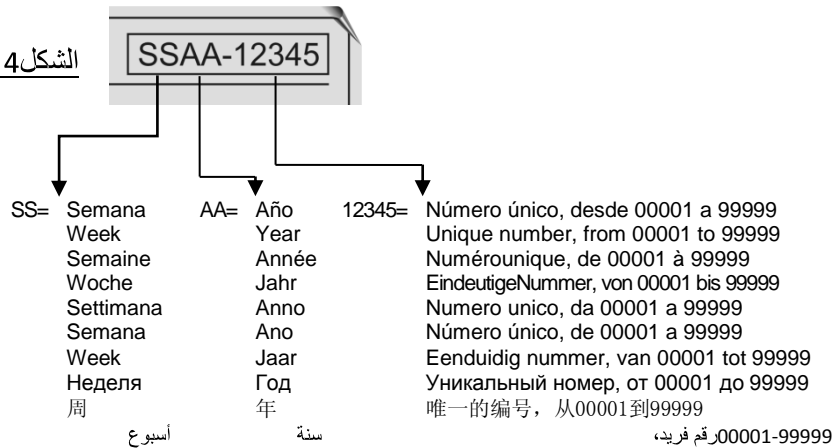 SSAA-12345
الشكل4
SS= Semana AA= Año 12345= Número único, desde 00001 a 99999
Week Year Unique number, from 00001 to 99999
Semaine Année Numérounique, de 00001 à 99999
Woche Jahr EindeutigeNummer, von 00001 bis 99999
Settimana Anno Numero unico, da 00001 a 99999
Semana Ano Número único, de 00001 a 99999
Week Jaar Eenduidig nummer, van 00001 tot 99999
Неделя Год Уникальный номер, от 00001 до 99999
周 年 唯一的编号，从00001到99999
أسبوع سنة رقم فريد، 00001-99999